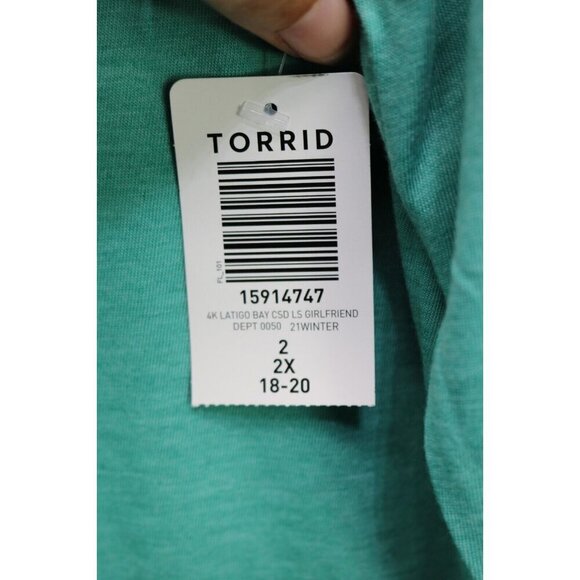 TORRID
FL_101
15914747
4K LATIGO BAY CSD LS GIRLFRIEND
DEPT 0050 21WINTER
2
2X
18-20